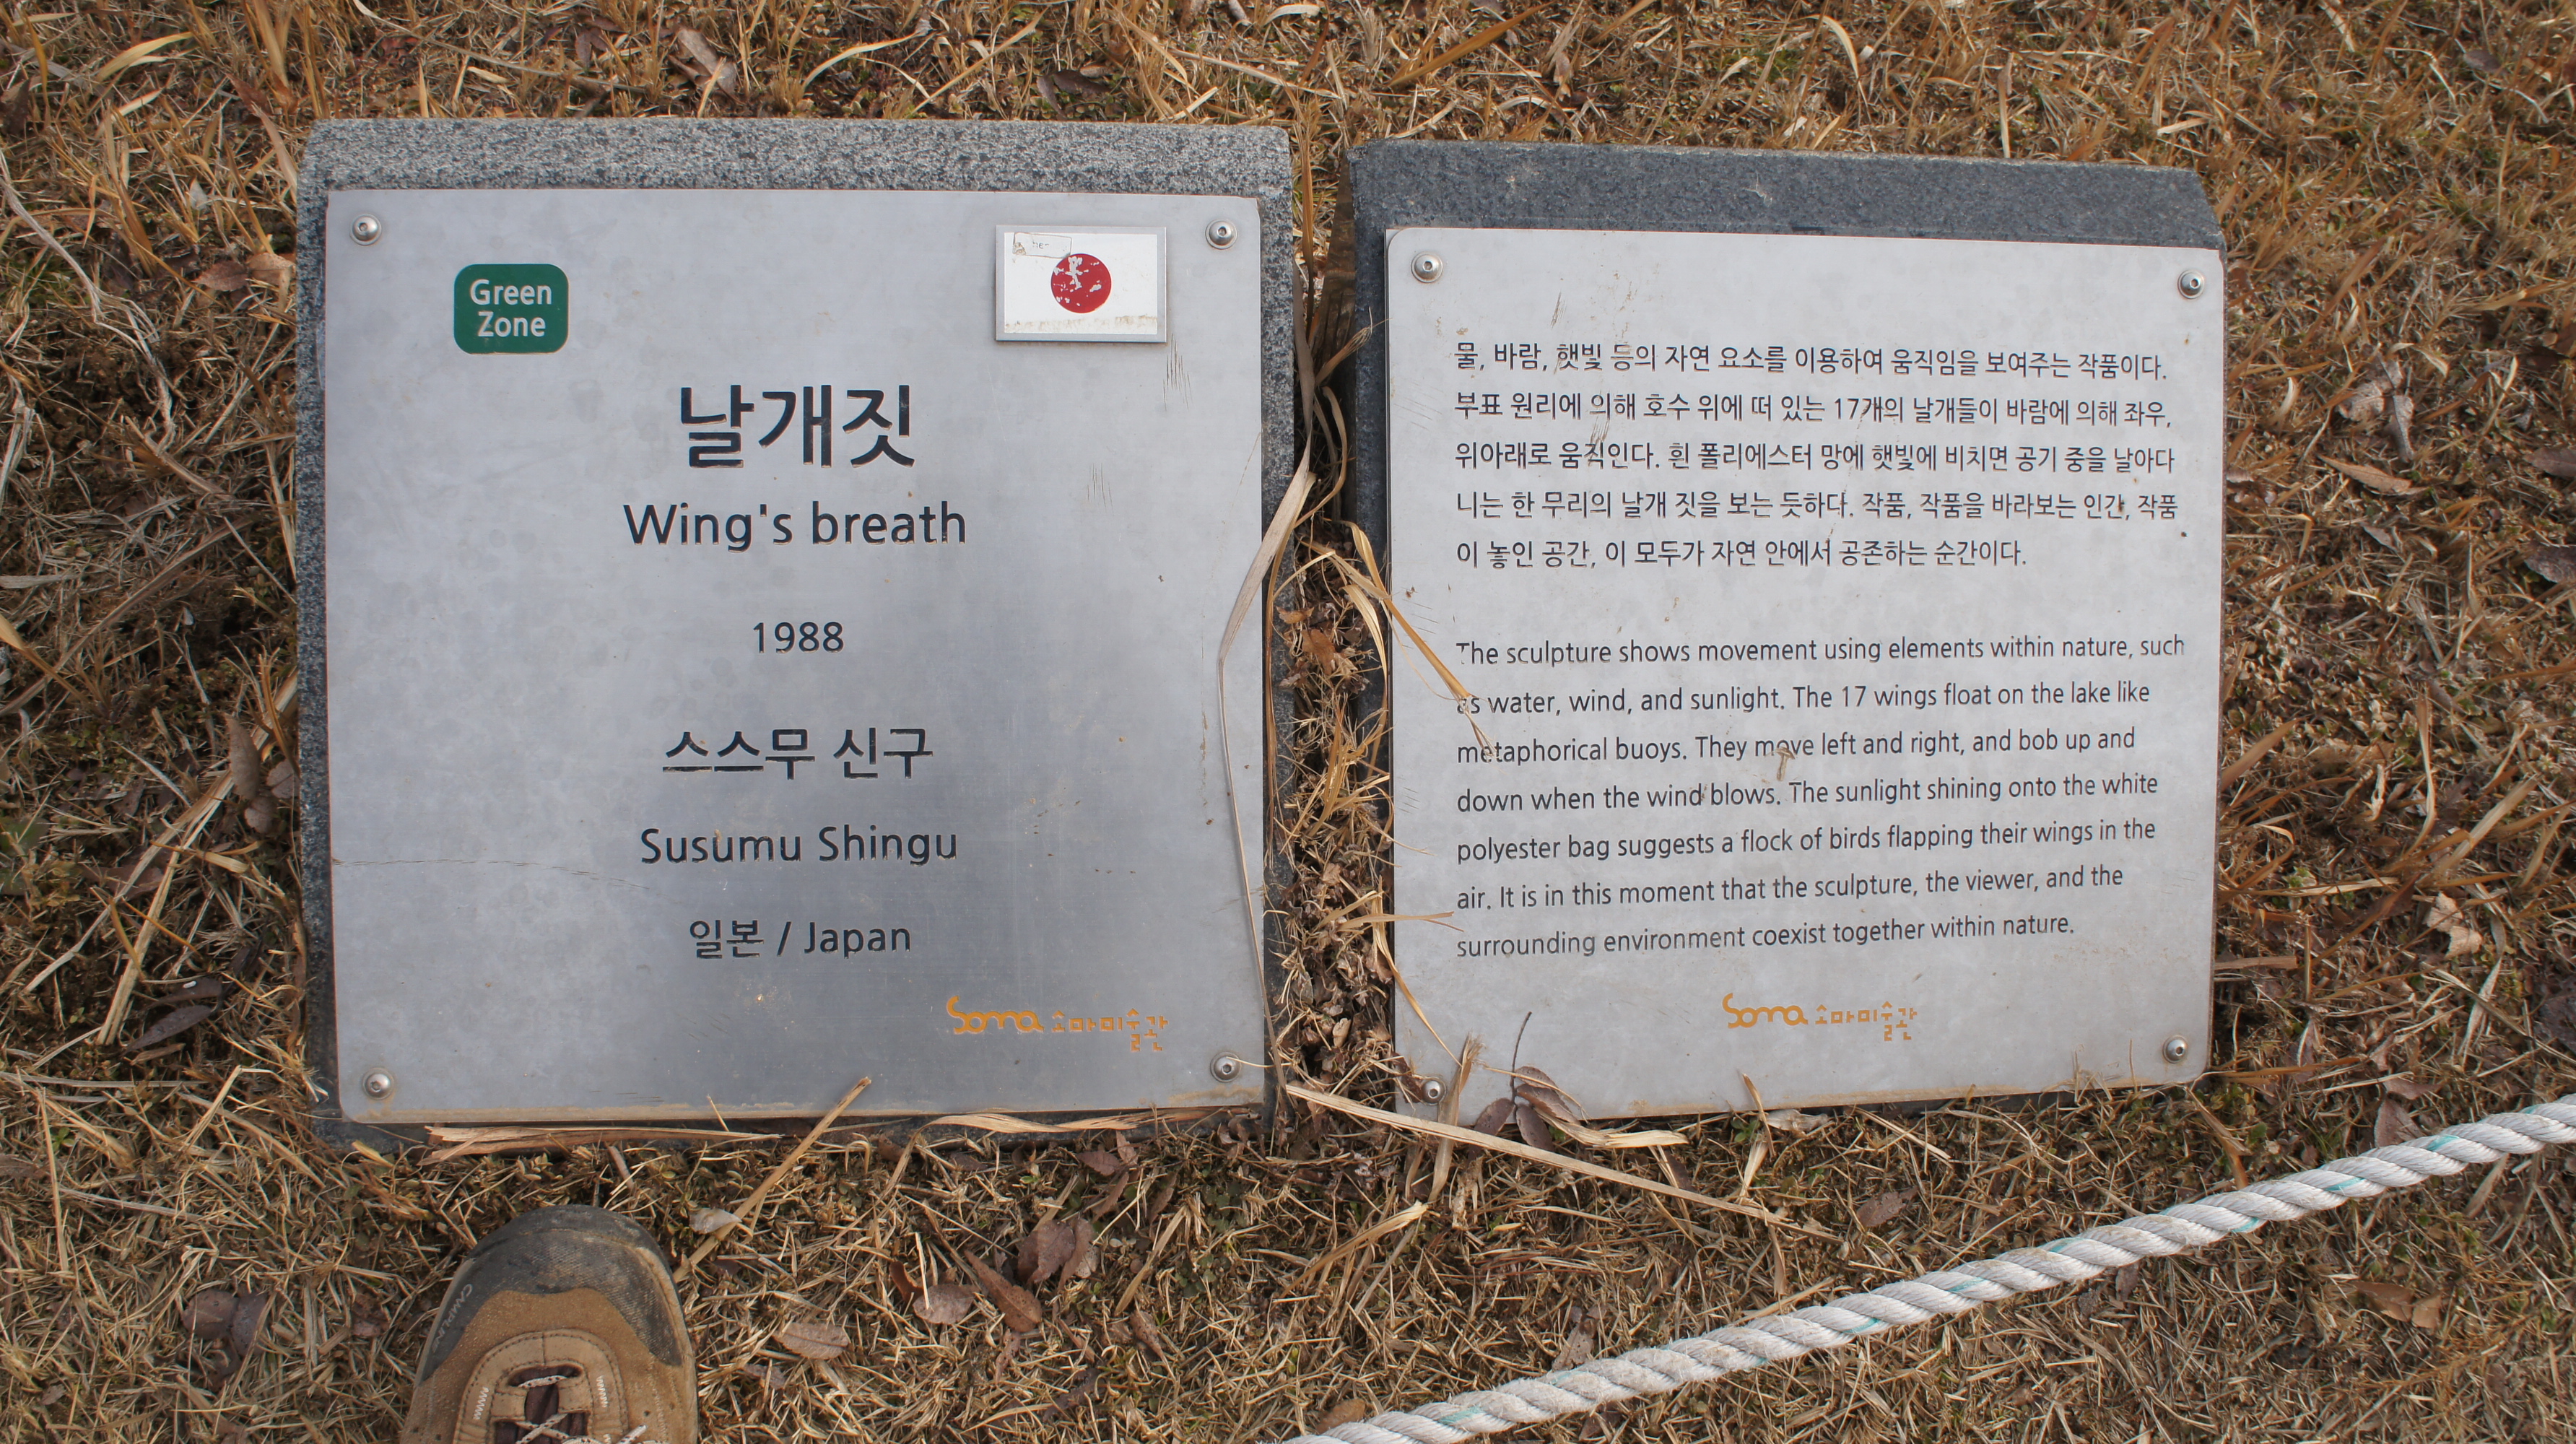 Green
Zone
날개짓
Wing's breath
1988
스스무 신구
Susumu Shingu
일본 / Japan
Soma 소마미술관
물, 바람, 햇빛 등의 자연 요소를 이용하여 움직임을 보여주는 작품이다.
부표 원리에 의해 호수 위에 떠 있는 17개의 날개들이 바람에 의해 좌우,
위아래로 움직인다. 흰 폴리에스터 망에 햇빛에 비치면 공기 중을 날아다
니는 한 무리의 날개 짓을 보는 듯하다. 작품, 작품을 바라보는 인간, 작품
이 놓인 공간, 이 모두가 자연 안에서 공존하는 순간이다.
The sculpture shows movement using elements within nature, such
as water, wind, and sunlight. The 17 wings float on the lake like
metaphorical buoys. They move left and right, and bob up and
down when the wind blows. The sunlight shining onto the white
polyester bag suggests a flock of birds flapping their wings in the
air. It is in this moment that the sculpture, the viewer, and the
surrounding environment coexist together within nature.
Soma 소마미술관